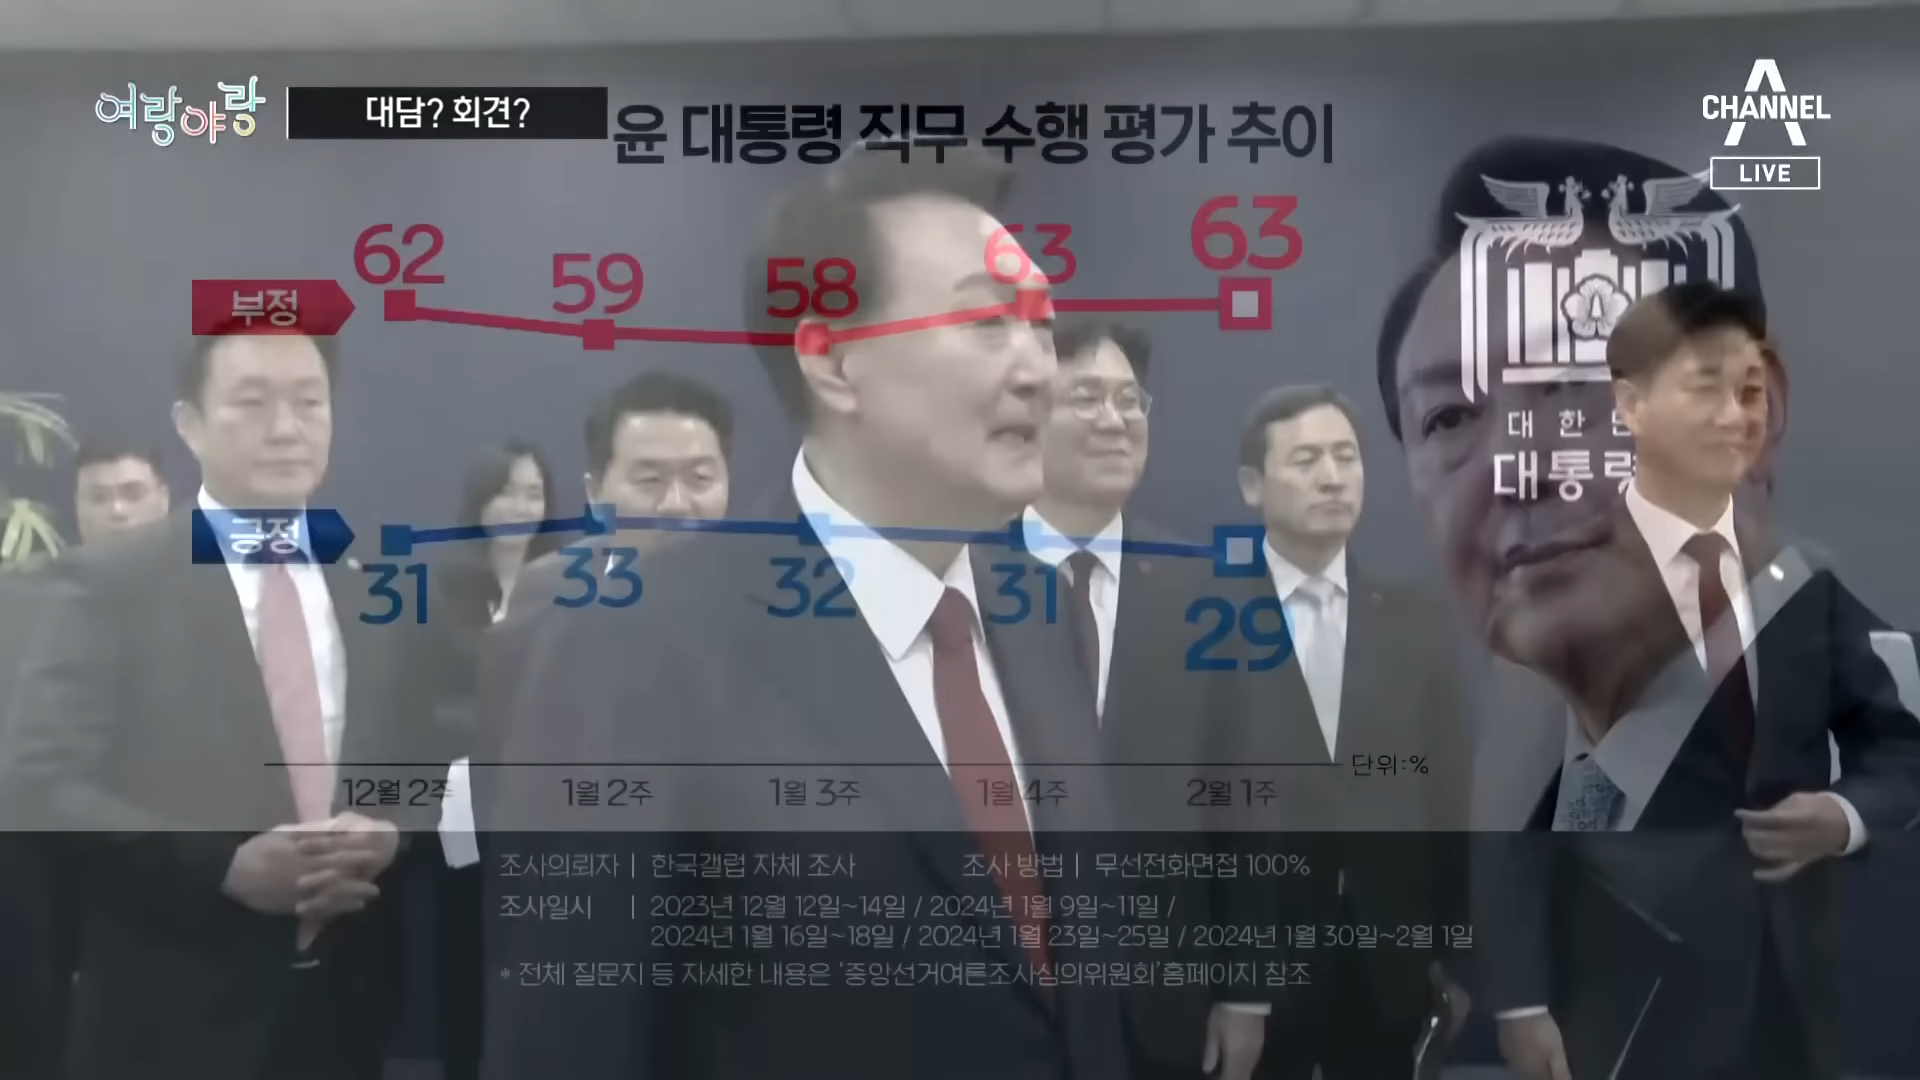 여랑야랑
대담? 회견?
윤 대통령 직무 수행 평가 추이
CHANNEL A
LIVE
부정
62
59
58
63
63
긍정
31
33
32
31
29
대한
대통령
단위:%
12월 2주
1월 2주
1월 3주
1월 4주
2월 1주
조사의뢰자 | 한국갤럽 자체 조사 조사 방법 | 무선전화면접 100%
조사일시 | 2023년 12월 12일~14일 / 2024년 1월 9일~11일 /
2024년 1월 16일~18일 / 2024년 1월 23일~25일 / 2024년 1월 30일~2월 1일
* 전체 질문지 등 자세한 내용은 '중앙선거여론조사심의위원회'홈페이지 참조